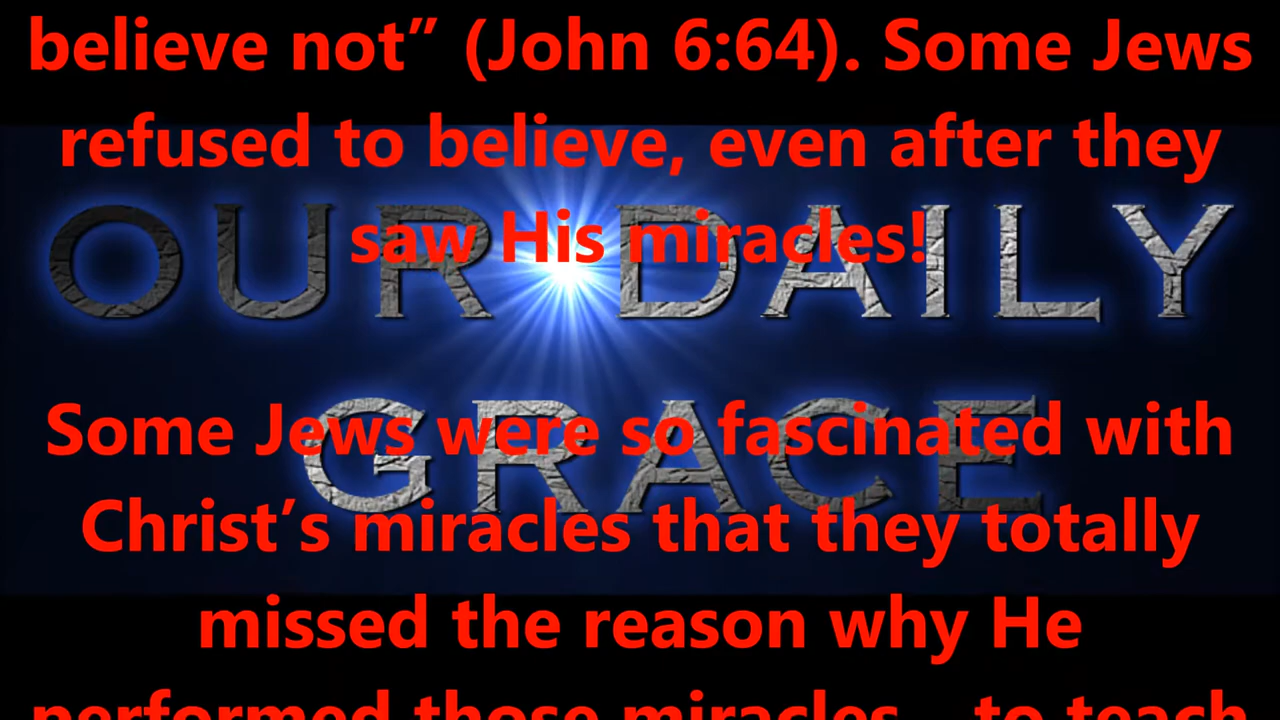 believe not” (John 6:64). Some Jews
refused to believe, even after they
saw His miracles!
OUR DAILY
GRACE
Some Jews were so fascinated with
Christ’s miracles that they totally
missed the reason why He
performed those miracles—to teach